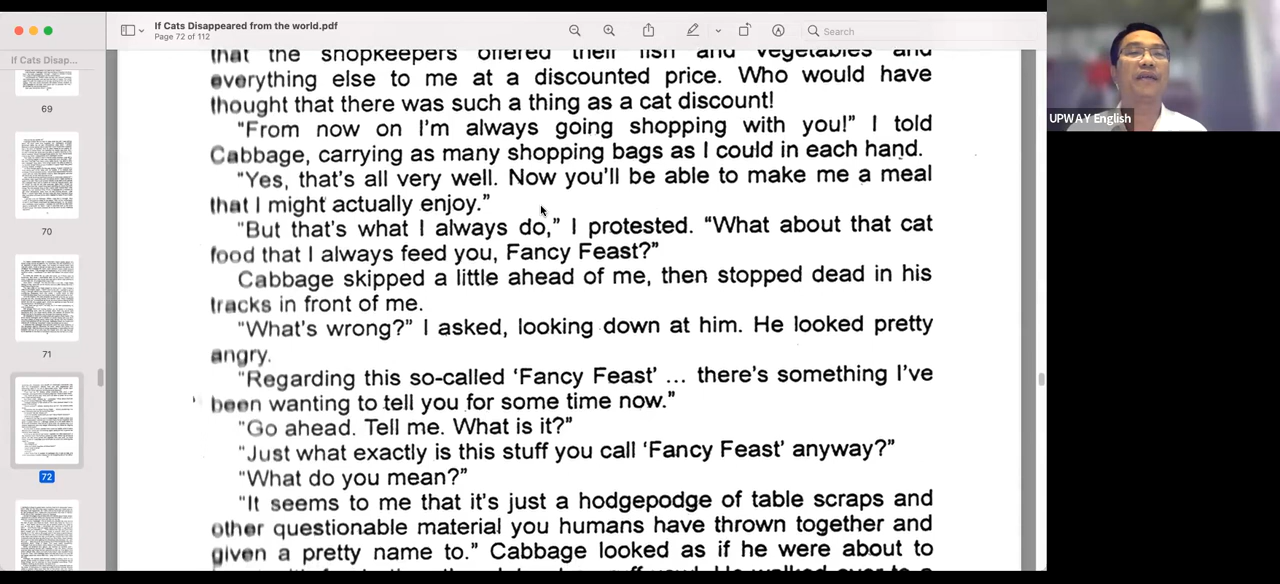 If Cats Disappeared from the world.pdf
Page 72 of 112
Search
If Cats Disap...
69
70
71
72
UPWAY English
that the shopkeepers offered their fish and vegetables and
everything else to me at a discounted price. Who would have
thought that there was such a thing as a cat discount!
"From now on I'm always going shopping with you!" I told
Cabbage, carrying as many shopping bags as I could in each hand.
"Yes, that's all very well. Now you'll be able to make me a meal
that I might actually enjoy."
"But that's what I always do," I protested. "What about that cat
food that I always feed you, Fancy Feast?"
Cabbage skipped a little ahead of me, then stopped dead in his
tracks in front of me.
"What's wrong?" I asked, looking down at him. He looked pretty
angry.
"Regarding this so-called 'Fancy Feast' ... there's something I've
been wanting to tell you for some time now."
"Go ahead. Tell me. What is it?"
"Just what exactly is this stuff you call 'Fancy Feast' anyway?"
"What do you mean?"
"It seems to me that it's just a hodgepodge of table scraps and
other questionable material you humans have thrown together and
given a pretty name to." Cabbage looked as if he were about to